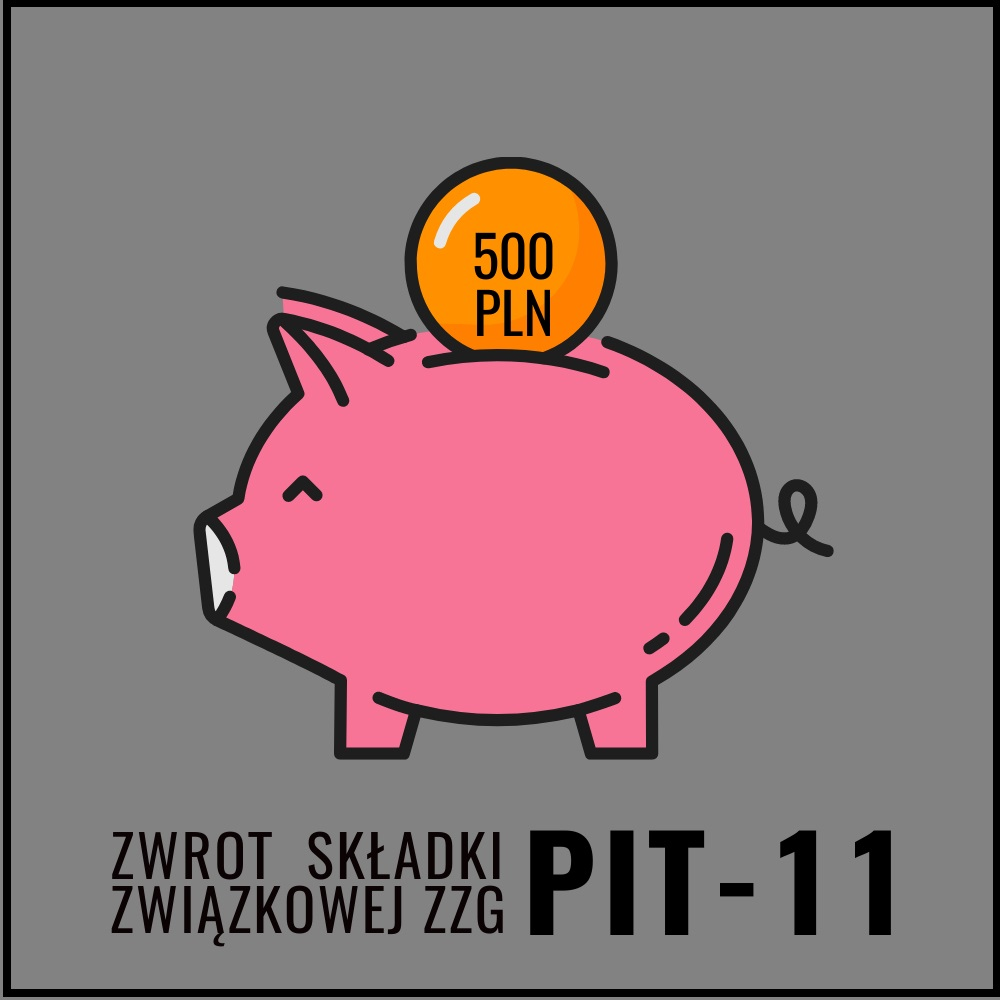 500
PLN
ZWROT SKŁADKI
ZWIĄZKOWEJ ZZG
PIT-11